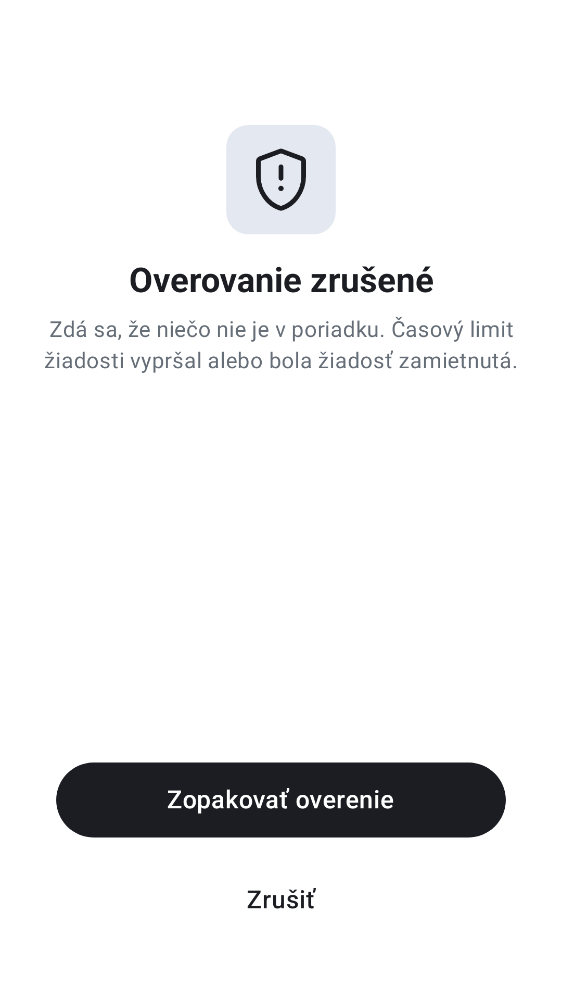 Overovanie zrušené
Zdá sa, že niečo nie je v poriadku. Časový limit
žiadosti vypršal alebo bola žiadosť zamietnutá.
Zopakovať overenie
Zrušiť